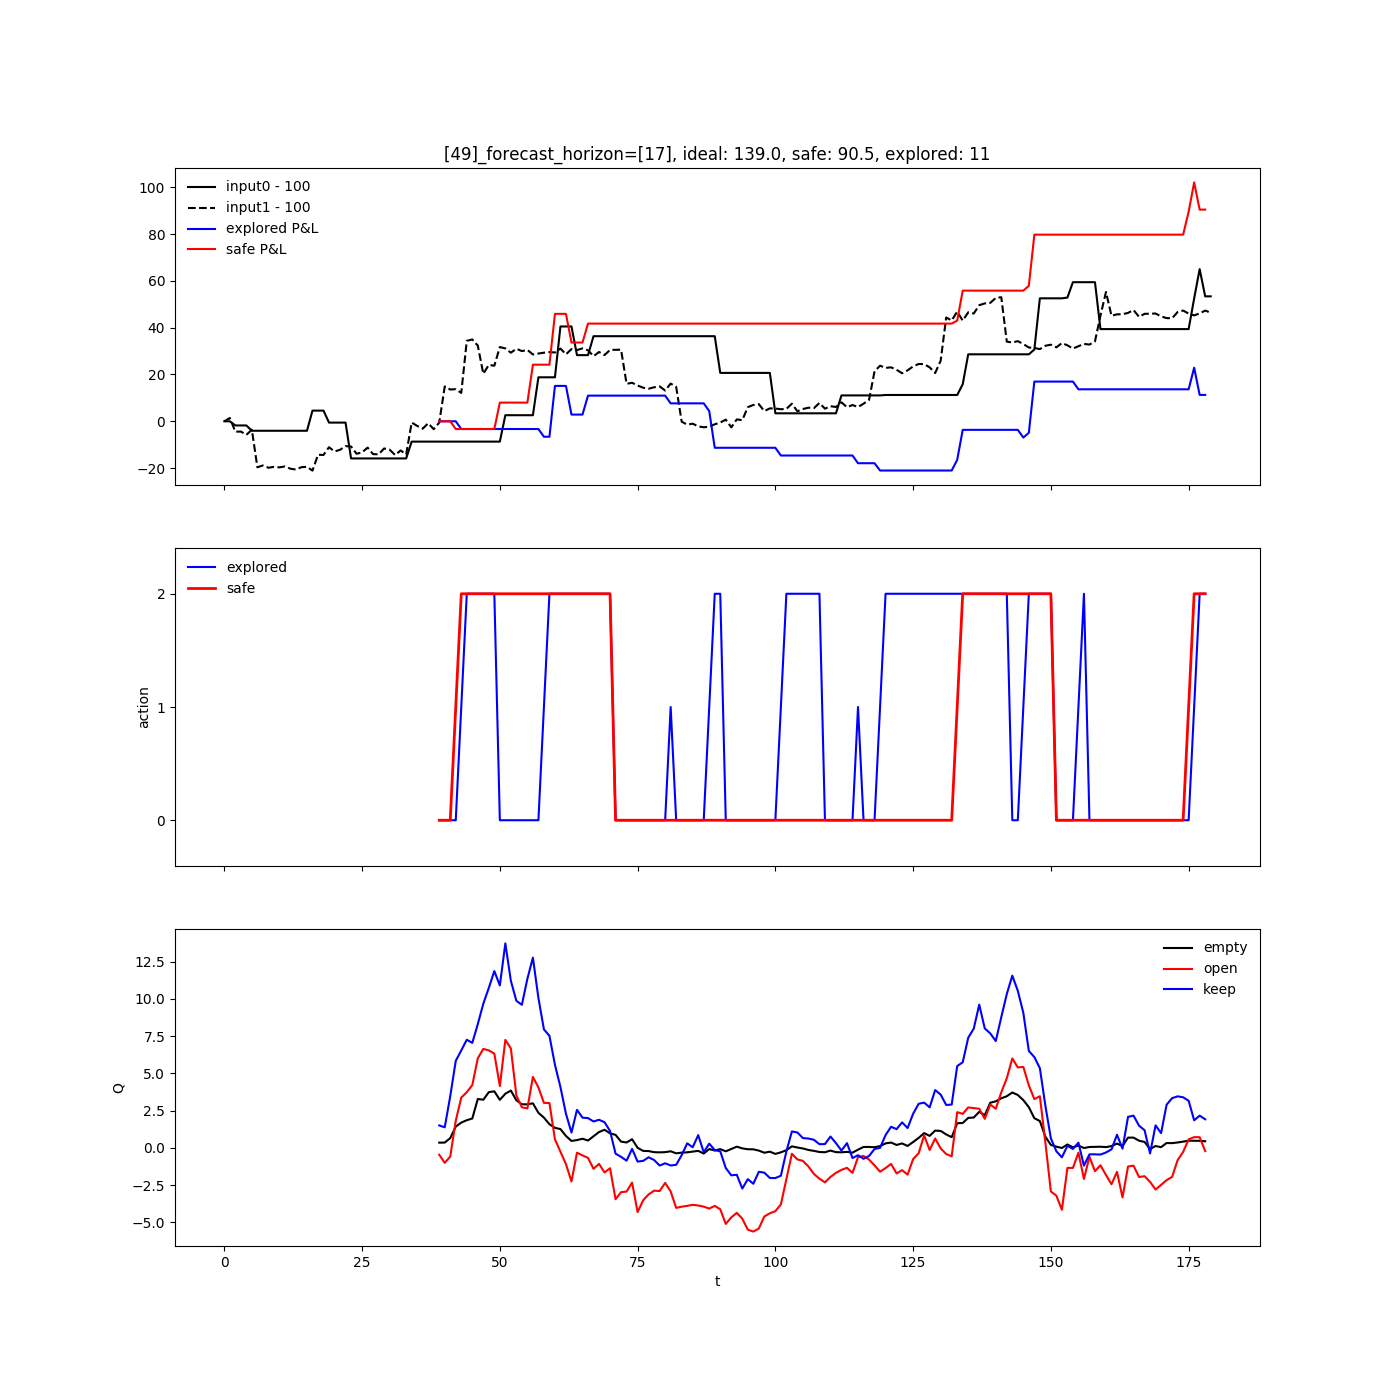 [49]_forecast_horizon=[17], ideal: 139.0, safe: 90.5, explored: 11
input0 - 100
input1 - 100
explored P&L
safe P&L
100
80
60
40
20
0
−20
explored
safe
2
1
0
action
empty
open
keep
12.5
10.0
7.5
5.0
2.5
0.0
−2.5
−5.0
Q
0 25 50 75 100 125 150 175
t